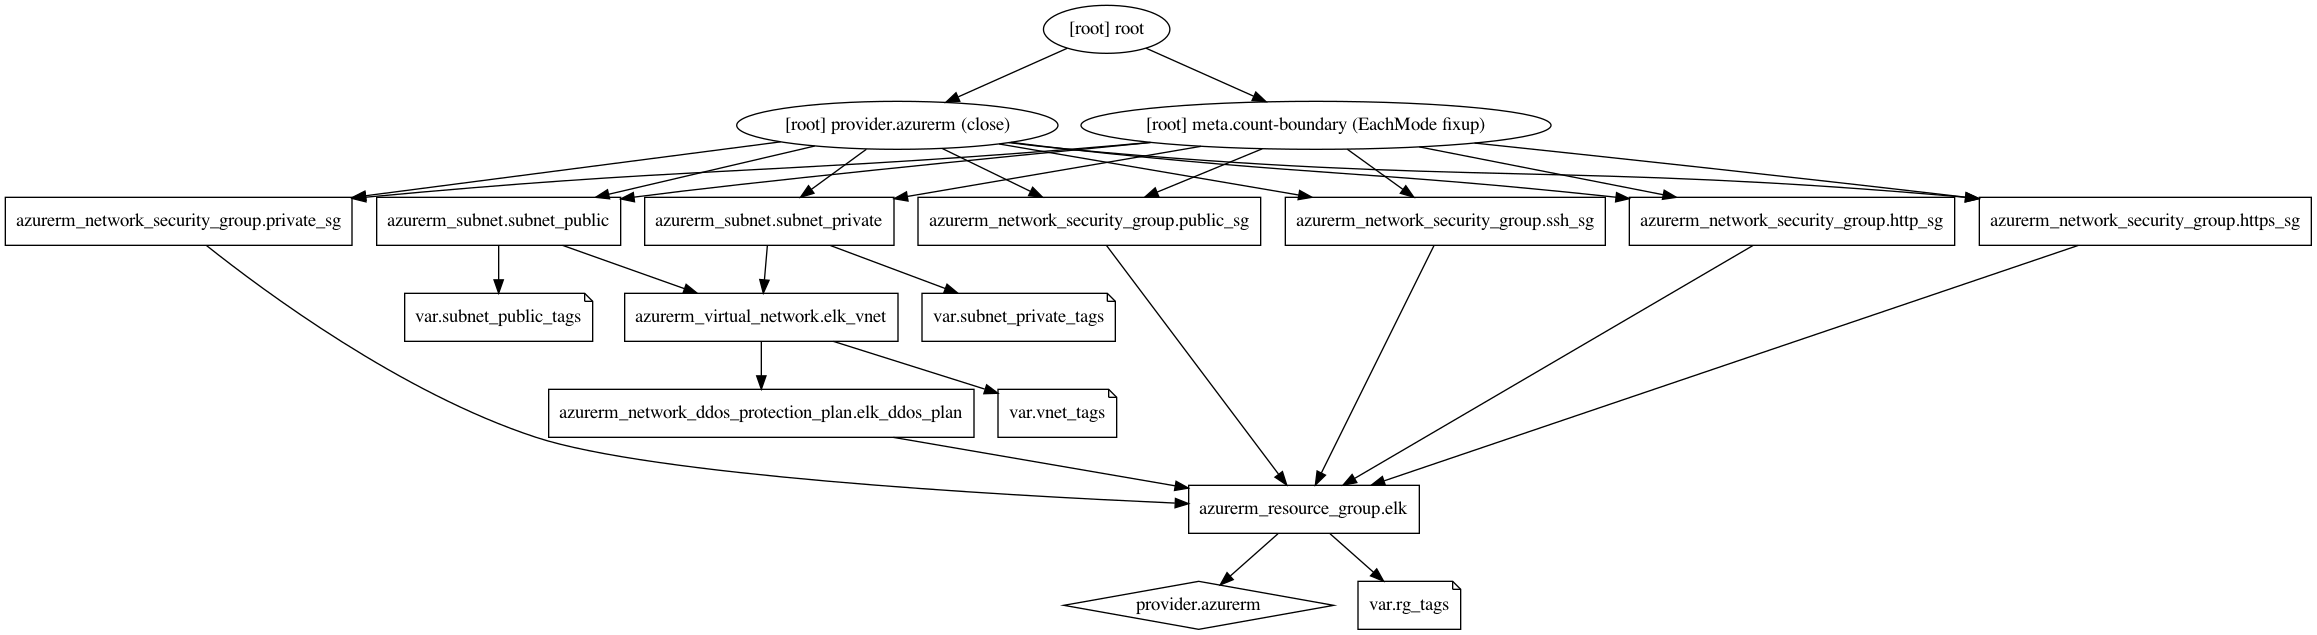 [root] root
[root] provider.azurerm (close)
[root] meta.count-boundary (EachMode fixup)
azurerm_network_security_group.private_sg
azurerm_subnet.subnet_public
azurerm_subnet.subnet_private
azurerm_network_security_group.public_sg
azurerm_network_security_group.ssh_sg
azurerm_network_security_group.http_sg
azurerm_network_security_group.https_sg
var.subnet_public_tags
azurerm_virtual_network.elk_vnet
var.subnet_private_tags
azurerm_network_ddos_protection_plan.elk_ddos_plan
var.vnet_tags
azurerm_resource_group.elk
provider.azurerm
var.rg_tags